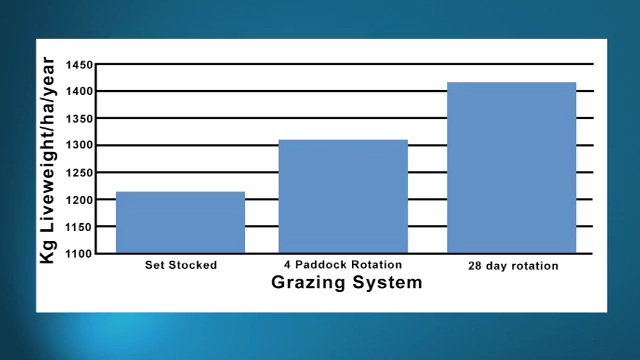 Kg Liveweight/ha/year
1450
1400
1350
1300
1250
1200
1150
1100
Set Stocked
4 Paddock Rotation
28 day rotation
Grazing System